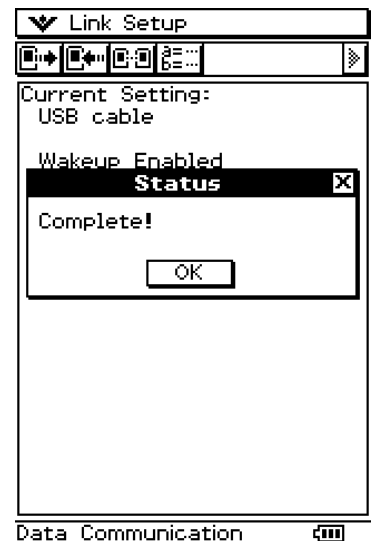 Link Setup
Current Setting:
USB cable
Wakeup Enabled
Status
Complete!
OK
Data Communication